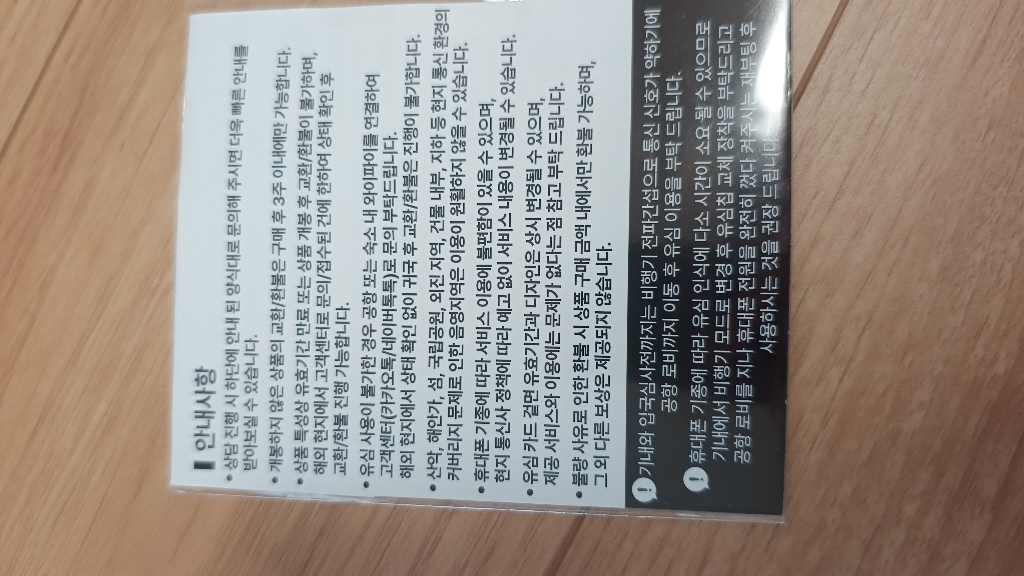 안내사항
• 상담 진행 시 하단에 안내 된 양식대로 문의해 주시면 더욱 빠른 안내를
받아보실 수 있습니다.
• 개봉하지 않은 상품의 교환/환불은 구매 후 3주 이내에만 가능합니다.
• 상품 특성상 유효기간 만료 또는 상품 개봉 후 교환/환불이 불가하며,
해외 현지에서 고객센터로 문의/접수된 건에 한하여 상태 확인 후
교환/환불 진행 가능합니다.
• 유심 사용이 불가한 경우 공항 또는 숙소 내 와이파이를 연결하여
고객센터(카카오톡/네이버톡톡)로 문의 부탁드립니다.
해외 현지에서 상태 확인 없이 귀국 후 교환/환불은 진행이 불가합니다.
• 산악, 해안가, 섬, 국립공원, 외진 지역, 건물 내부, 지하 등 현지 통신 환경의
커버리지 문제로 인한 음영지역은 이용이 원활하지 않을 수 있습니다.
• 휴대폰 기종에 따라 서비스 이용에 불편함이 있을 수 있으며,
현지 통신사 정책에 따라 예고 없이 서비스 내용이 변경될 수 있습니다.
• 유심 카드 겉면 유효기간과 디자인은 상시 변경될 수 있으며,
제공 서비스와 이용에는 문제가 없다는 점 참고 부탁 드립니다.
• 불량 사유로 인한 환불 시 상품 구매 금액 내에서만 환불 가능하며,
그 외 다른 보상은 제공되지 않습니다.
! 기내와 입국심사전까지는 비행기 전파간섭으로 통신 신호가 약하기에
공항 로비까지 이동 후 유심 이용을 부탁 드립니다.
! 휴대폰 기종에 따라 유심 인식에 다소 시간이 소요 될 수 있으므로
기내에서 비행기 모드로 변경 후 유심칩 교체 장착을 부탁드리고
공항 로비를 지나 휴대폰 전원을 완전히 껐다 켜 주시는 재부팅 후
사용하시는 것을 권장 드립니다.